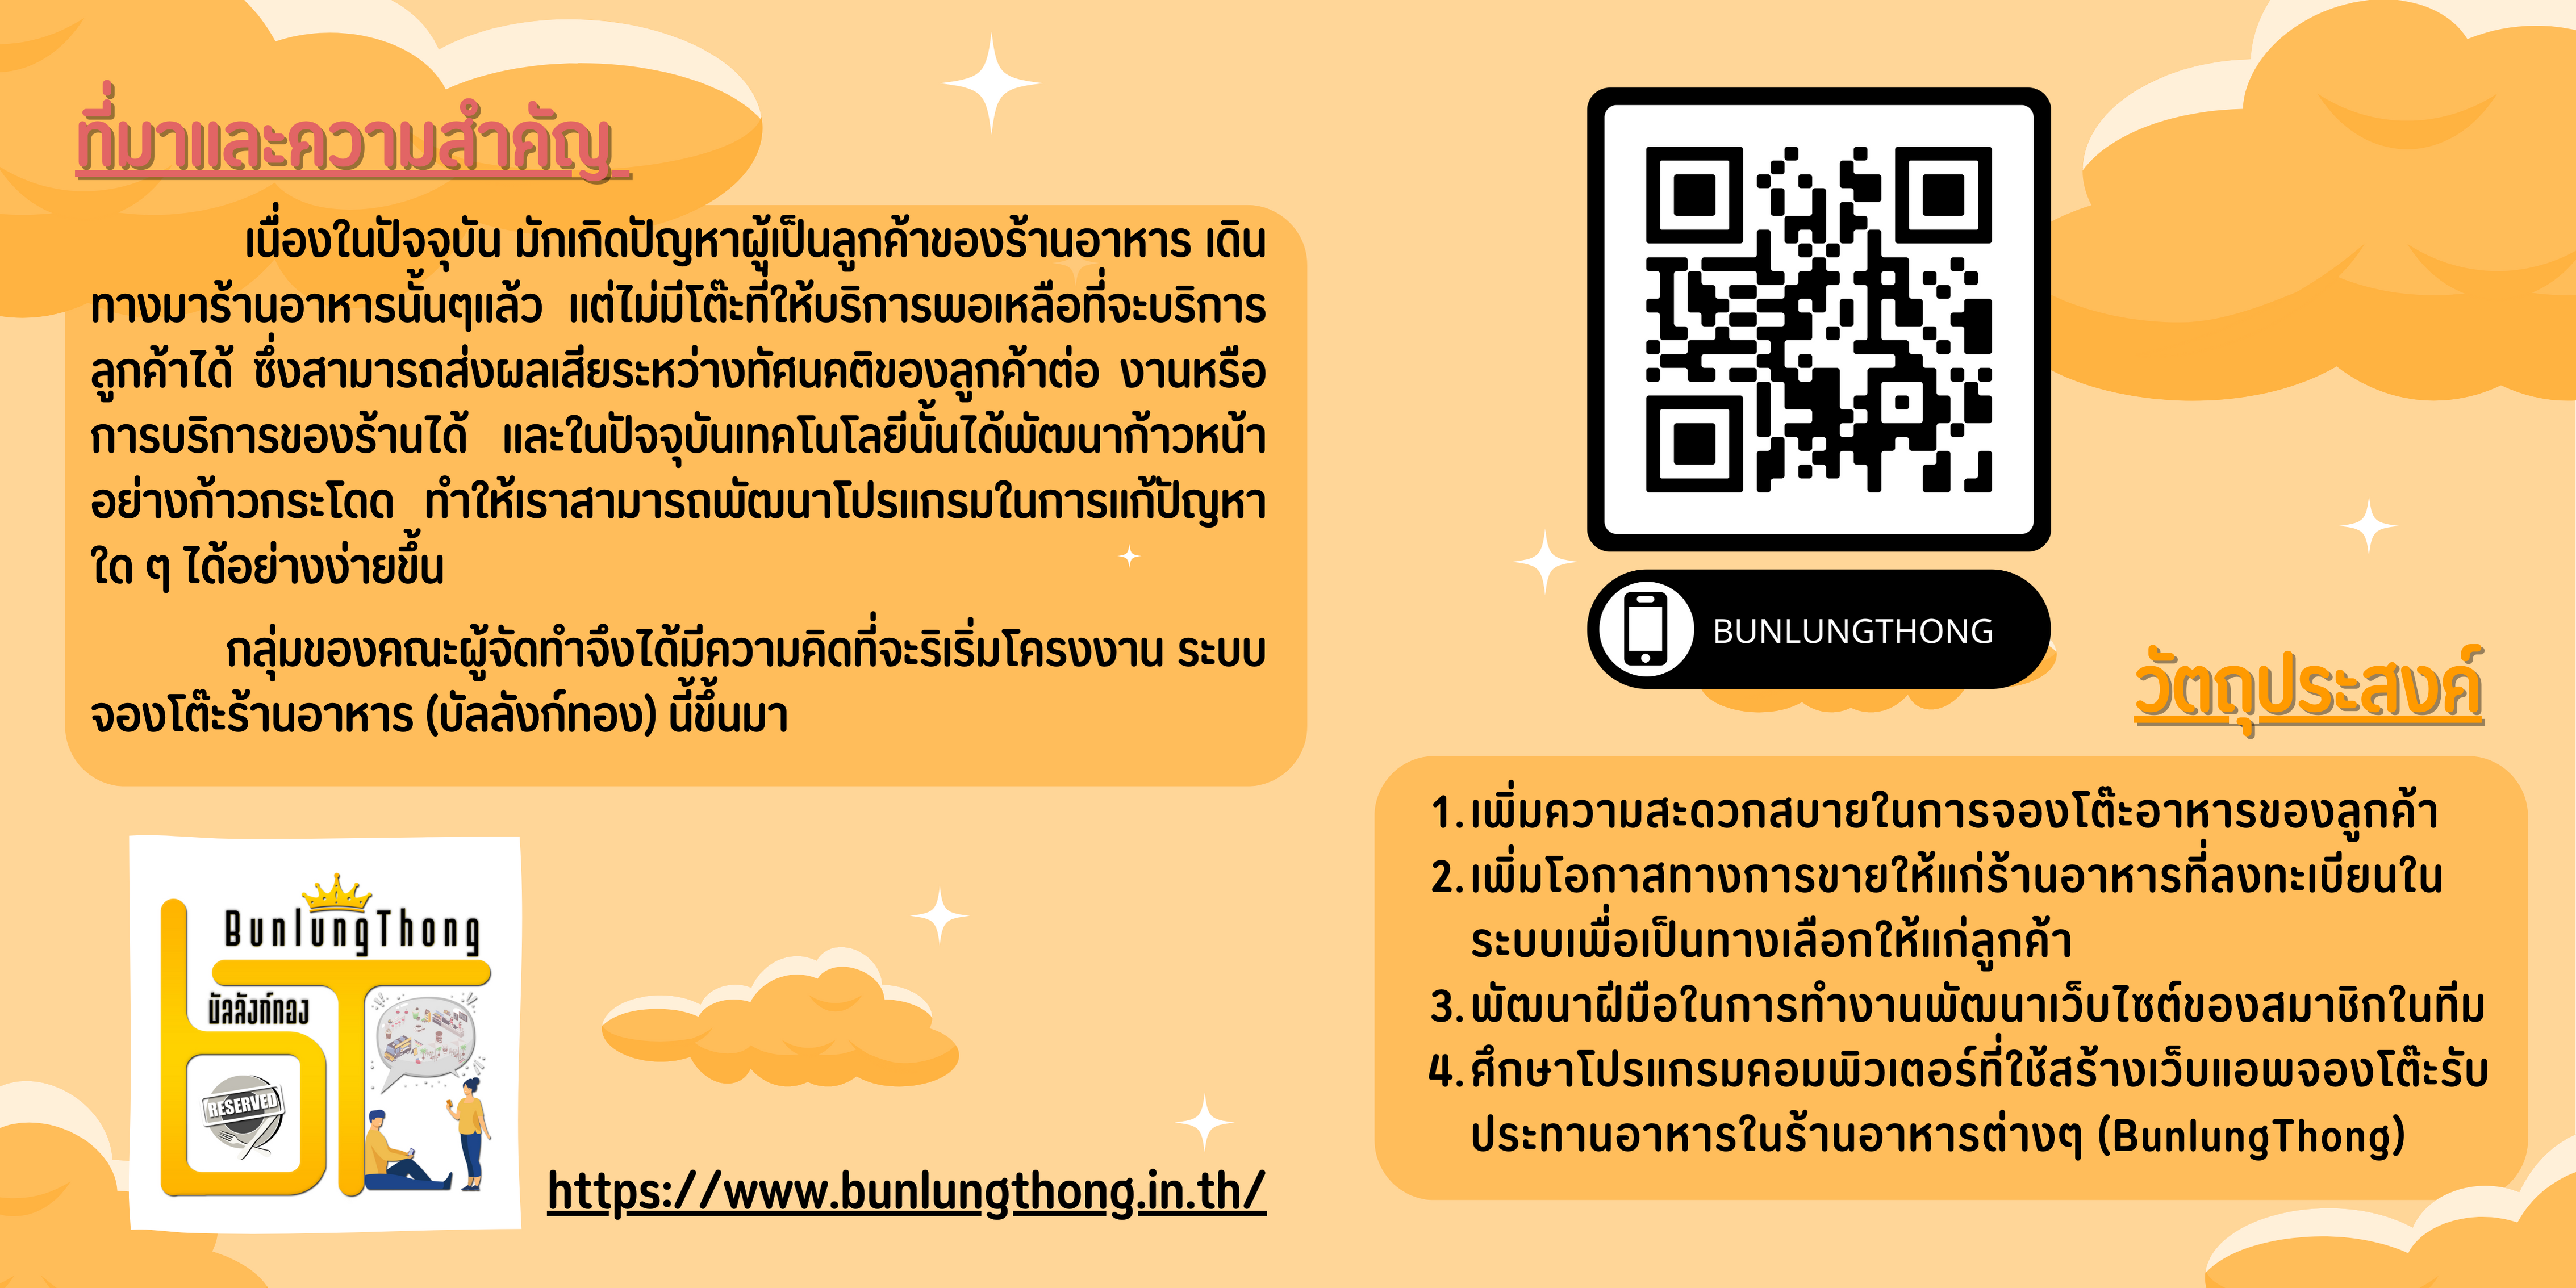 ที่มาและความสำคัญ
เนื่องในปัจจุบัน มักเกิดปัญหาผู้เป็นลูกค้าของร้านอาหาร เดิน
ทางมาร้านอาหารนั้นๆแล้ว แต่ไม่มีโต๊ะที่ให้บริการพอเหลือที่จะบริการ
ลูกค้าได้ ซึ่งสามารถส่งผลเสียระหว่างทัศนคติของลูกค้าต่อ งานหรือ
การบริการของร้านได้ และในปัจจุบันเทคโนโลยีนั้นได้พัฒนาก้าวหน้า
อย่างก้าวกระโดด ทำให้เราสามารถพัฒนาโปรแกรมในการแก้ปัญหา
ใด ๆ ได้อย่างง่ายขึ้น
กลุ่มของคณะผู้จัดทำจึงได้มีความคิดที่จะริเริ่มโครงงาน ระบบ
จองโต๊ะร้านอาหาร (บัลลังก์ทอง) นี้ขึ้นมา
BunlungThong
บัลลังก์ทอง
RESERVED
https://www.bunlungthong.in.th/
BUNLUNGTHONG
วัตถุประสงค์
1. เพิ่มความสะดวกสบายในการจองโต๊ะอาหารของลูกค้า
2. เพิ่มโอกาสทางการขายให้แก่ร้านอาหารที่ลงทะเบียนใน
ระบบเพื่อเป็นทางเลือกให้แก่ลูกค้า
3. พัฒนาฝีมือในการทำงานพัฒนาเว็บไซต์ของสมาชิกในทีม
4. ศึกษาโปรแกรมคอมพิวเตอร์ที่ใช้สร้างเว็บแอพจองโต๊ะรับ
ประทานอาหารในร้านอาหารต่างๆ (BunlungThong)